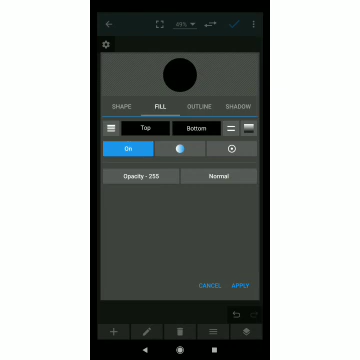 49%
SHAPE FILL OUTLINE SHADOW
Top Bottom
On
Opacity - 255 Normal
CANCEL APPLY